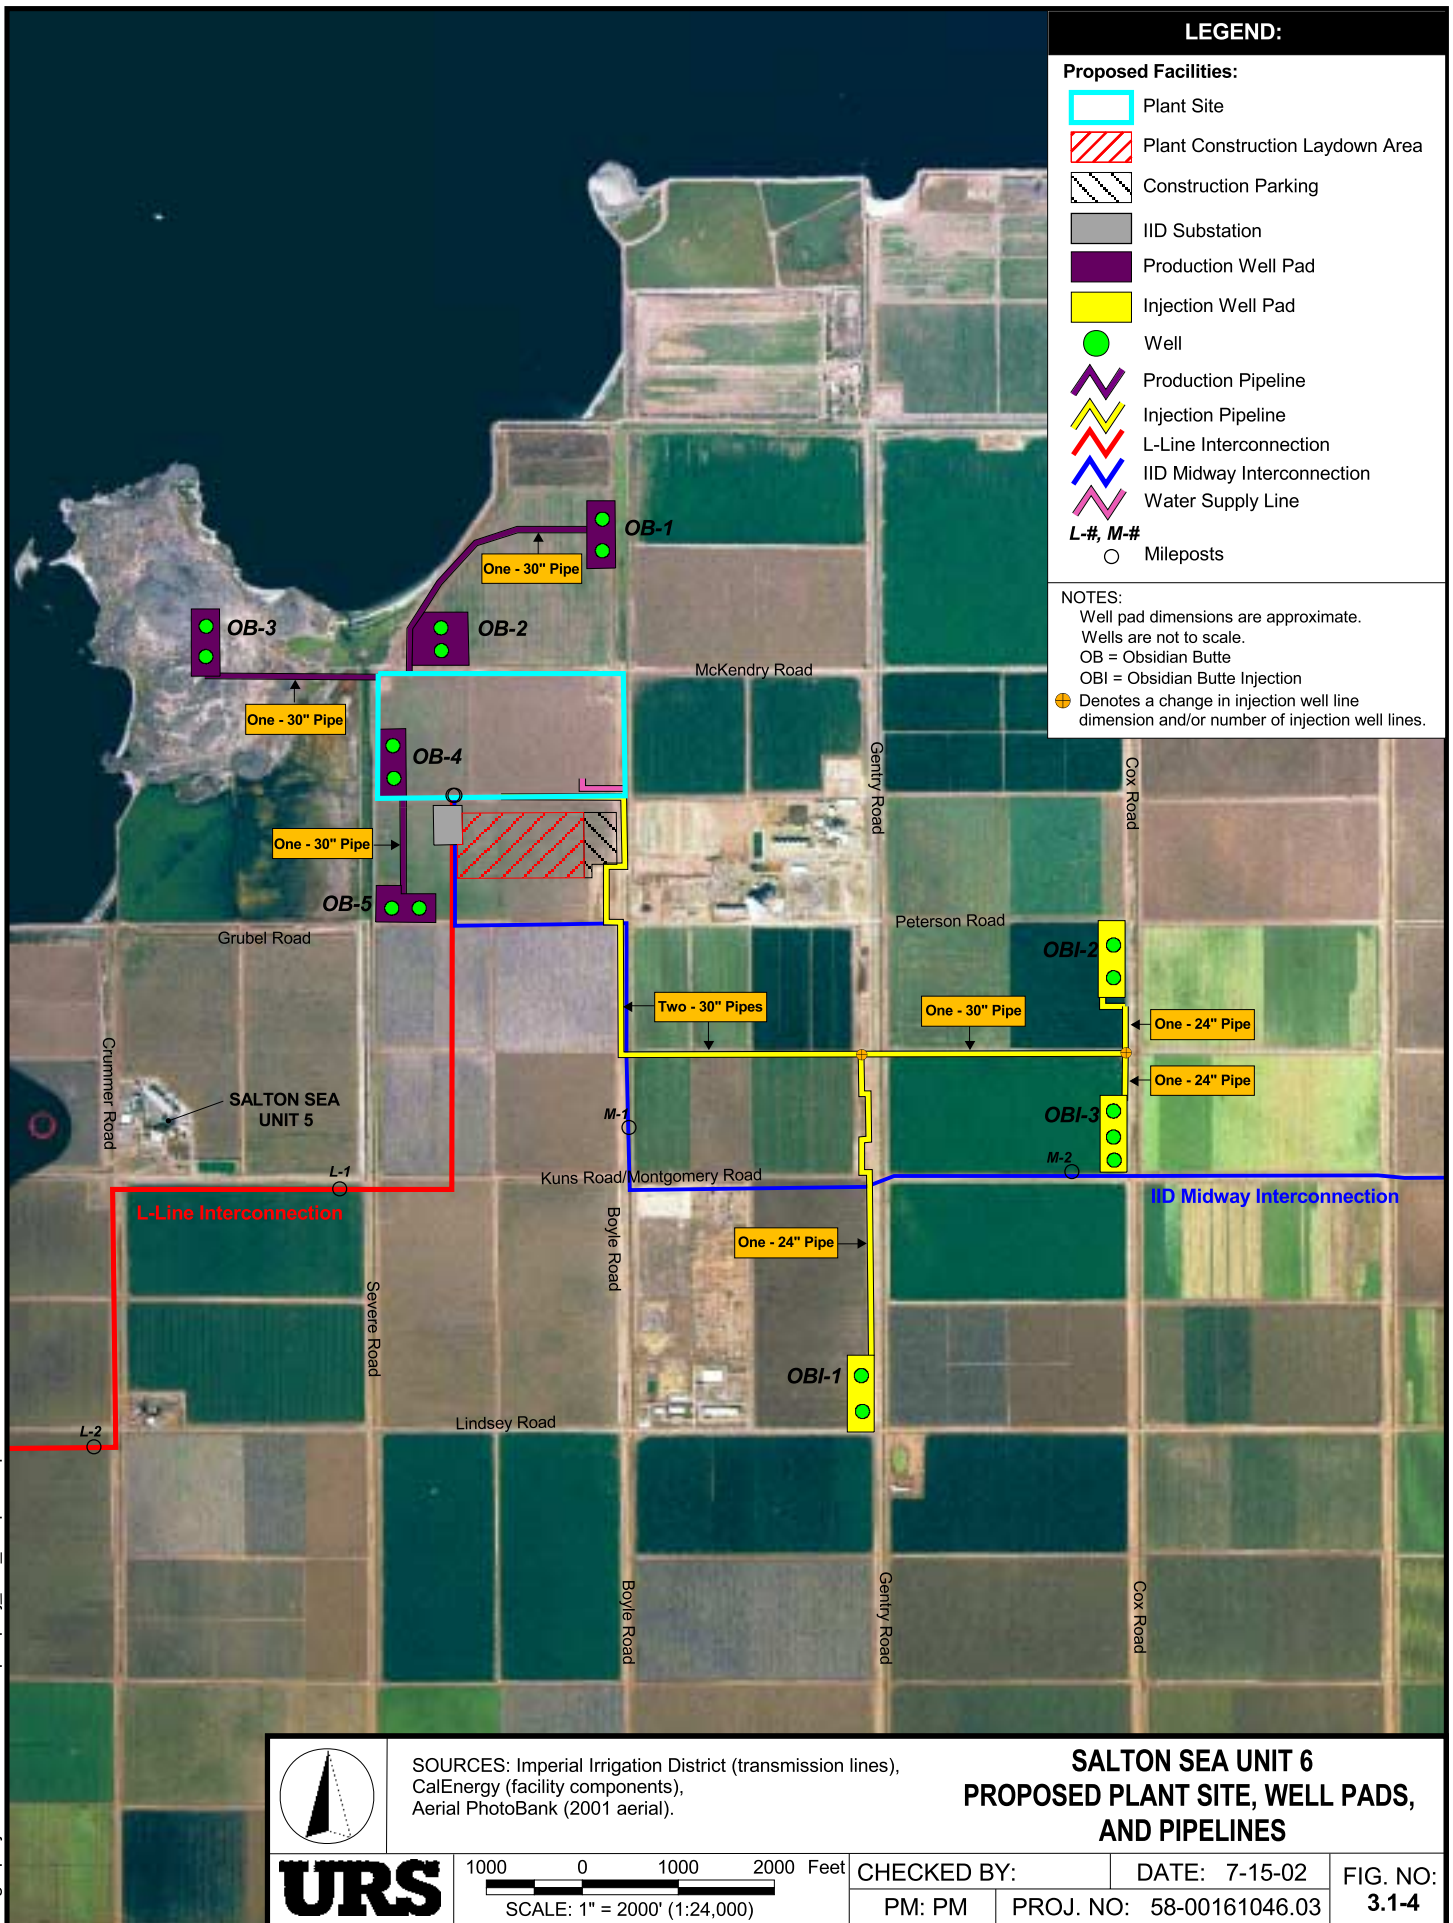 LEGEND:
Proposed Facilities:
Plant Site
Plant Construction Laydown Area
Construction Parking
IID Substation
Production Well Pad
Injection Well Pad
Well
Production Pipeline
Injection Pipeline
L-Line Interconnection
IID Midway Interconnection
Water Supply Line
L-#, M-#
Mileposts
NOTES:
Well pad dimensions are approximate.
Wells are not to scale.
OB = Obsidian Butte
OBI = Obsidian Butte Injection
Denotes a change in injection well line
dimension and/or number of injection well lines.
OB-1
One - 30" Pipe
OB-3
OB-2
McKendry Road
One - 30" Pipe
OB-4
Gentry Road
Cox Road
One - 30" Pipe
OB-5
Grubel Road
Peterson Road
OBI-2
Two - 30" Pipes
One - 30" Pipe
One - 24" Pipe
Crummer Road
SALTON SEA
UNIT 5
One - 24" Pipe
M-1
OBI-3
M-2
L-1
Kuns Road/Montgomery Road
L-Line Interconnection
IID Midway Interconnection
Boyle Road
One - 24" Pipe
Severe Road
OBI-1
Lindsey Road
L-2
Boyle Road
Gentry Road
Cox Road
SOURCES: Imperial Irrigation District (transmission lines),
CalEnergy (facility components),
Aerial PhotoBank (2001 aerial).
SALTON SEA UNIT 6
PROPOSED PLANT SITE, WELL PADS,
AND PIPELINES
URS
1000 0 1000 2000 Feet
SCALE: 1" = 2000' (1:24,000)
CHECKED BY:
DATE: 7-15-02
FIG. NO:
3.1-4
PM: PM
PROJ. NO: 58-00161046.03